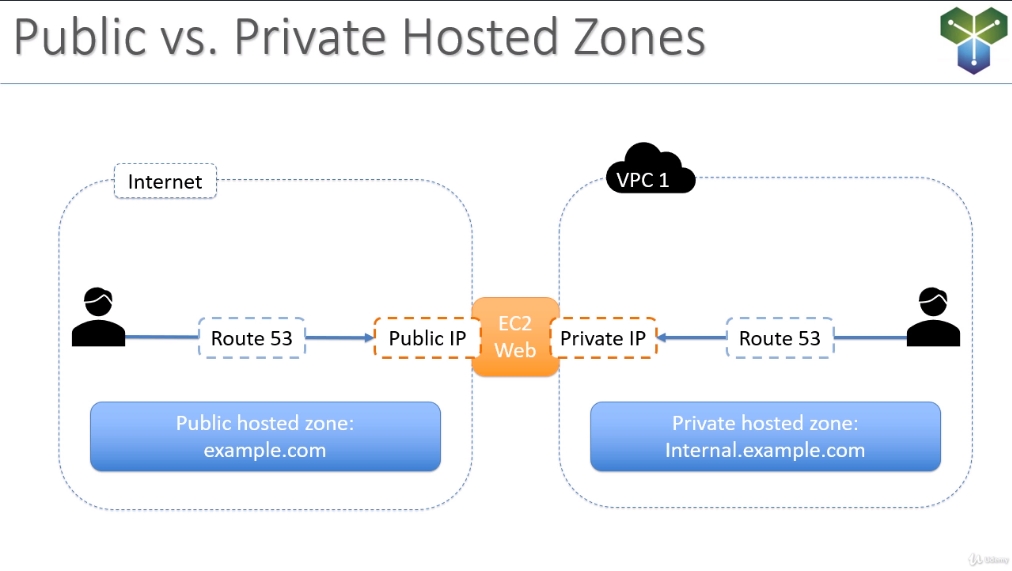 Public vs. Private Hosted Zones
Internet
VPC 1
Route 53
Public IP
EC2
Web
Private IP
Route 53
Public hosted zone:
example.com
Private hosted zone:
Internal.example.com
Udemy